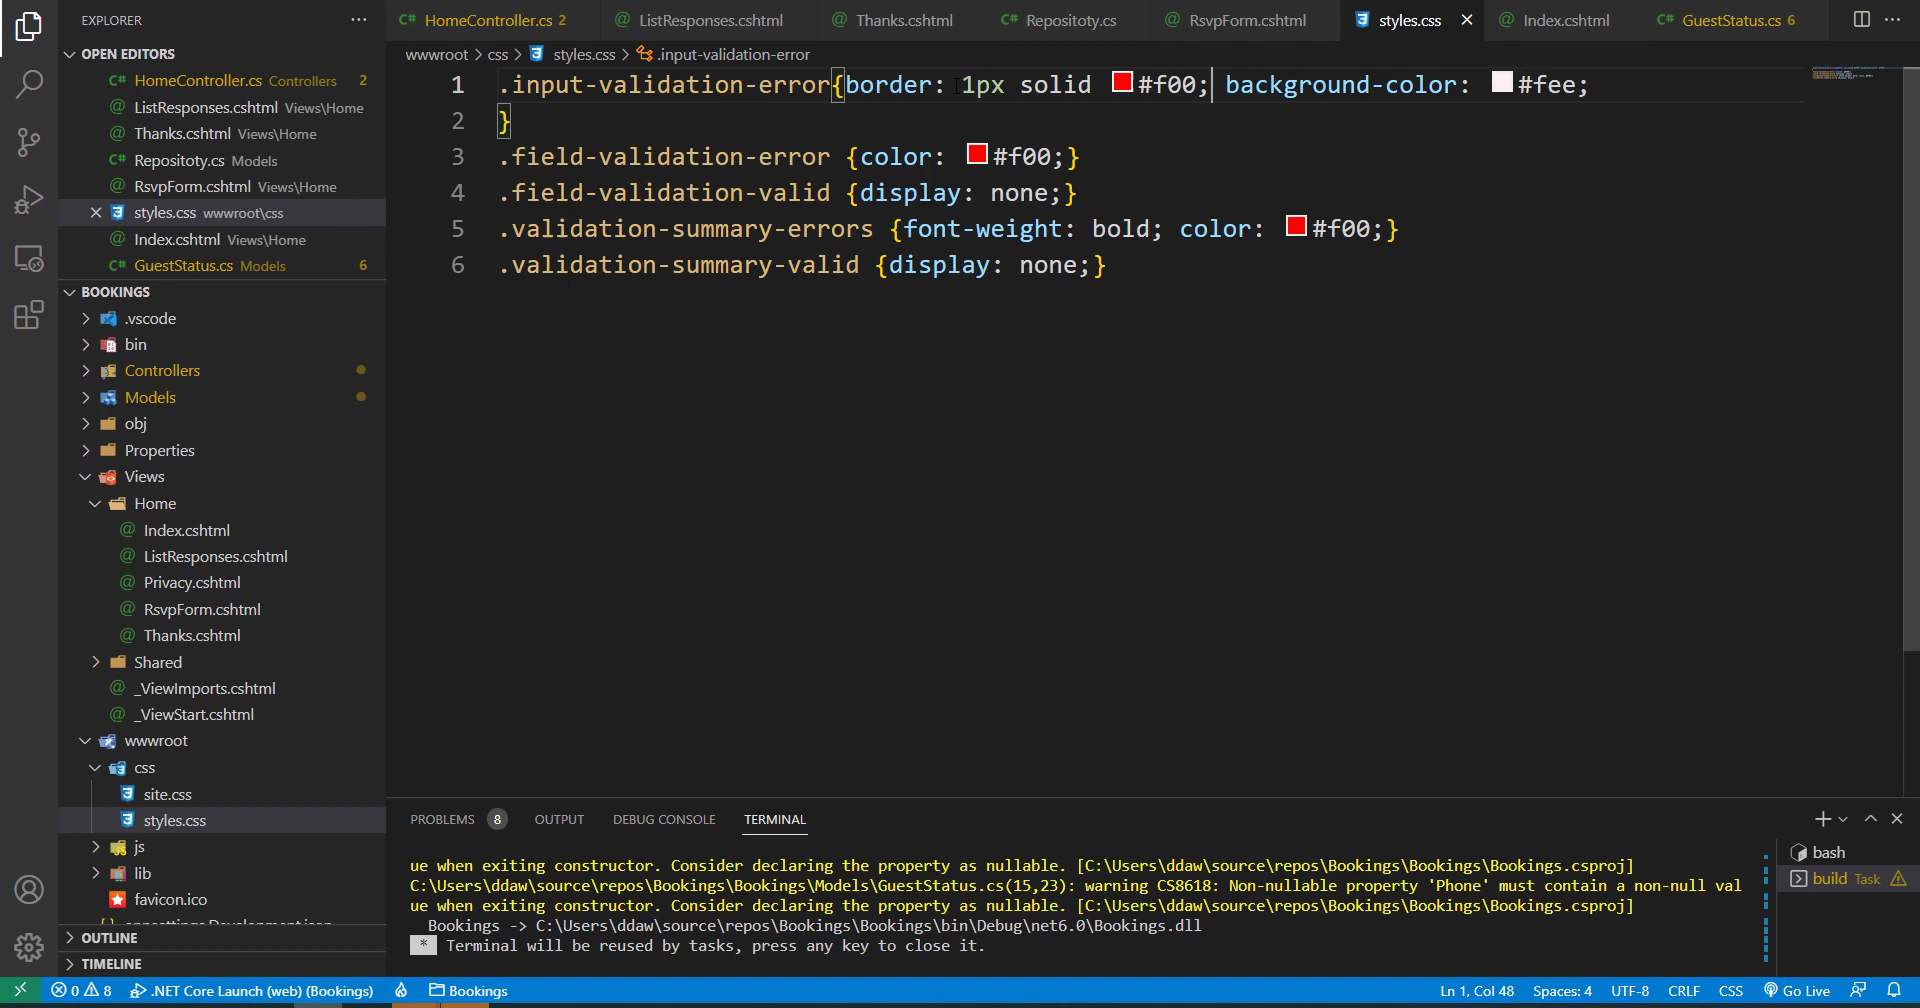 EXPLORER
OPEN EDITORS
HomeController.cs Controllers 2
ListResponses.cshtml Views\Home
Thanks.cshtml Views\Home
Repositoty.cs Models
RsvpForm.cshtml Views\Home
styles.css wwwroot\css
Index.cshtml Views\Home
GuestStatus.cs Models 6
BOOKINGS
.vscode
bin
Controllers
Models
obj
Properties
Views
Home
Index.cshtml
ListResponses.cshtml
Privacy.cshtml
RsvpForm.cshtml
Thanks.cshtml
Shared
_ViewImports.cshtml
_ViewStart.cshtml
wwwroot
css
site.css
styles.css
js
lib
favicon.ico
OUTLINE
TIMELINE
HomeController.cs 2 ListResponses.cshtml Thanks.cshtml Repositoty.cs RsvpForm.cshtml styles.css Index.cshtml GuestStatus.cs 6
wwwroot > css > styles.css > .input-validation-error
1 .input-validation-error{border: 1px solid #f00; background-color: #fee;
2 }
3 .field-validation-error {color: #f00;}
4 .field-validation-valid {display: none;}
5 .validation-summary-errors {font-weight: bold; color: #f00;}
6 .validation-summary-valid {display: none;}
PROBLEMS 8 OUTPUT DEBUG CONSOLE TERMINAL
ue when exiting constructor. Consider declaring the property as nullable. [C:\Users\ddaw\source\repos\Bookings\Bookings\Bookings.csproj]
C:\Users\ddaw\source\repos\Bookings\Bookings\Models\GuestStatus.cs(15,23): warning CS8618: Non-nullable property 'Phone' must contain a non-null val
ue when exiting constructor. Consider declaring the property as nullable. [C:\Users\ddaw\source\repos\Bookings\Bookings\Bookings.csproj]
Bookings -> C:\Users\ddaw\source\repos\Bookings\Bookings\bin\Debug\net6.0\Bookings.dll
* Terminal will be reused by tasks, press any key to close it.
bash
build Task
0 8 .NET Core Launch (web) (Bookings) Bookings Ln 1, Col 48 Spaces: 4 UTF-8 CRLF CSS Go Live